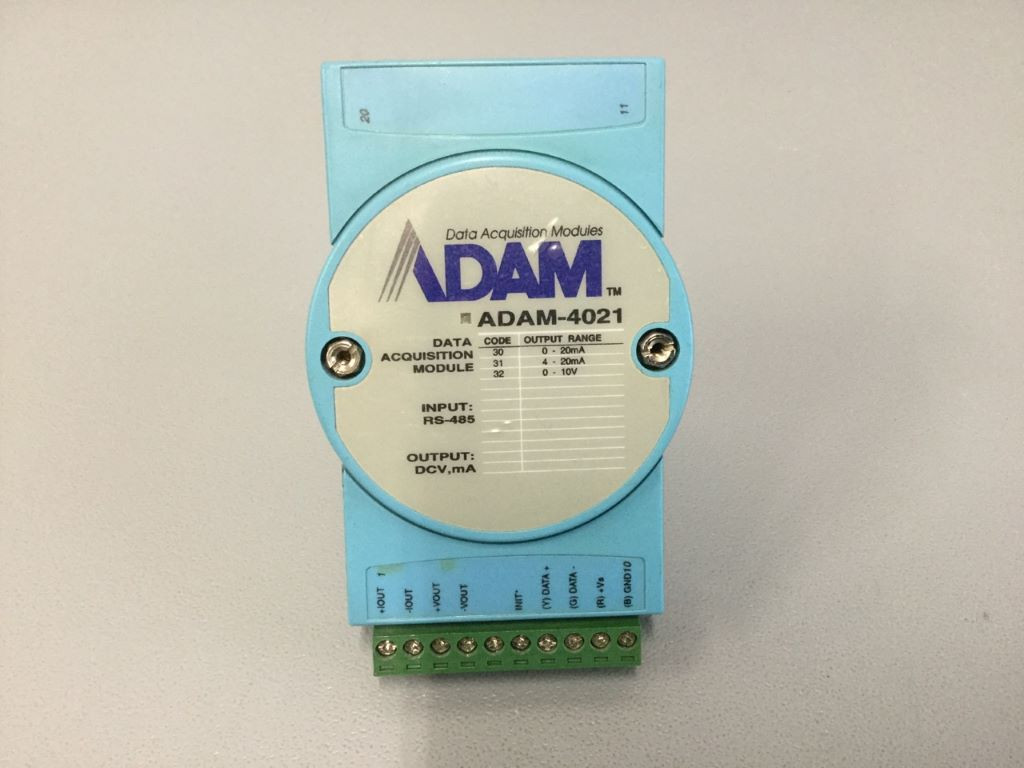 20 11
Data Acquisition Modules
ADAM™
ADAM-4021
DATA
ACQUISITION
MODULE
CODE OUTPUT RANGE
30 0 - 20mA
31 4 - 20mA
32 0 - 10V
INPUT:
RS-485
OUTPUT:
DCV,mA
+IOUT 1
-IOUT
+VOUT
-VOUT
INIT*
(Y) DATA +
(G) DATA -
(R) +Vs
(B) GND 10